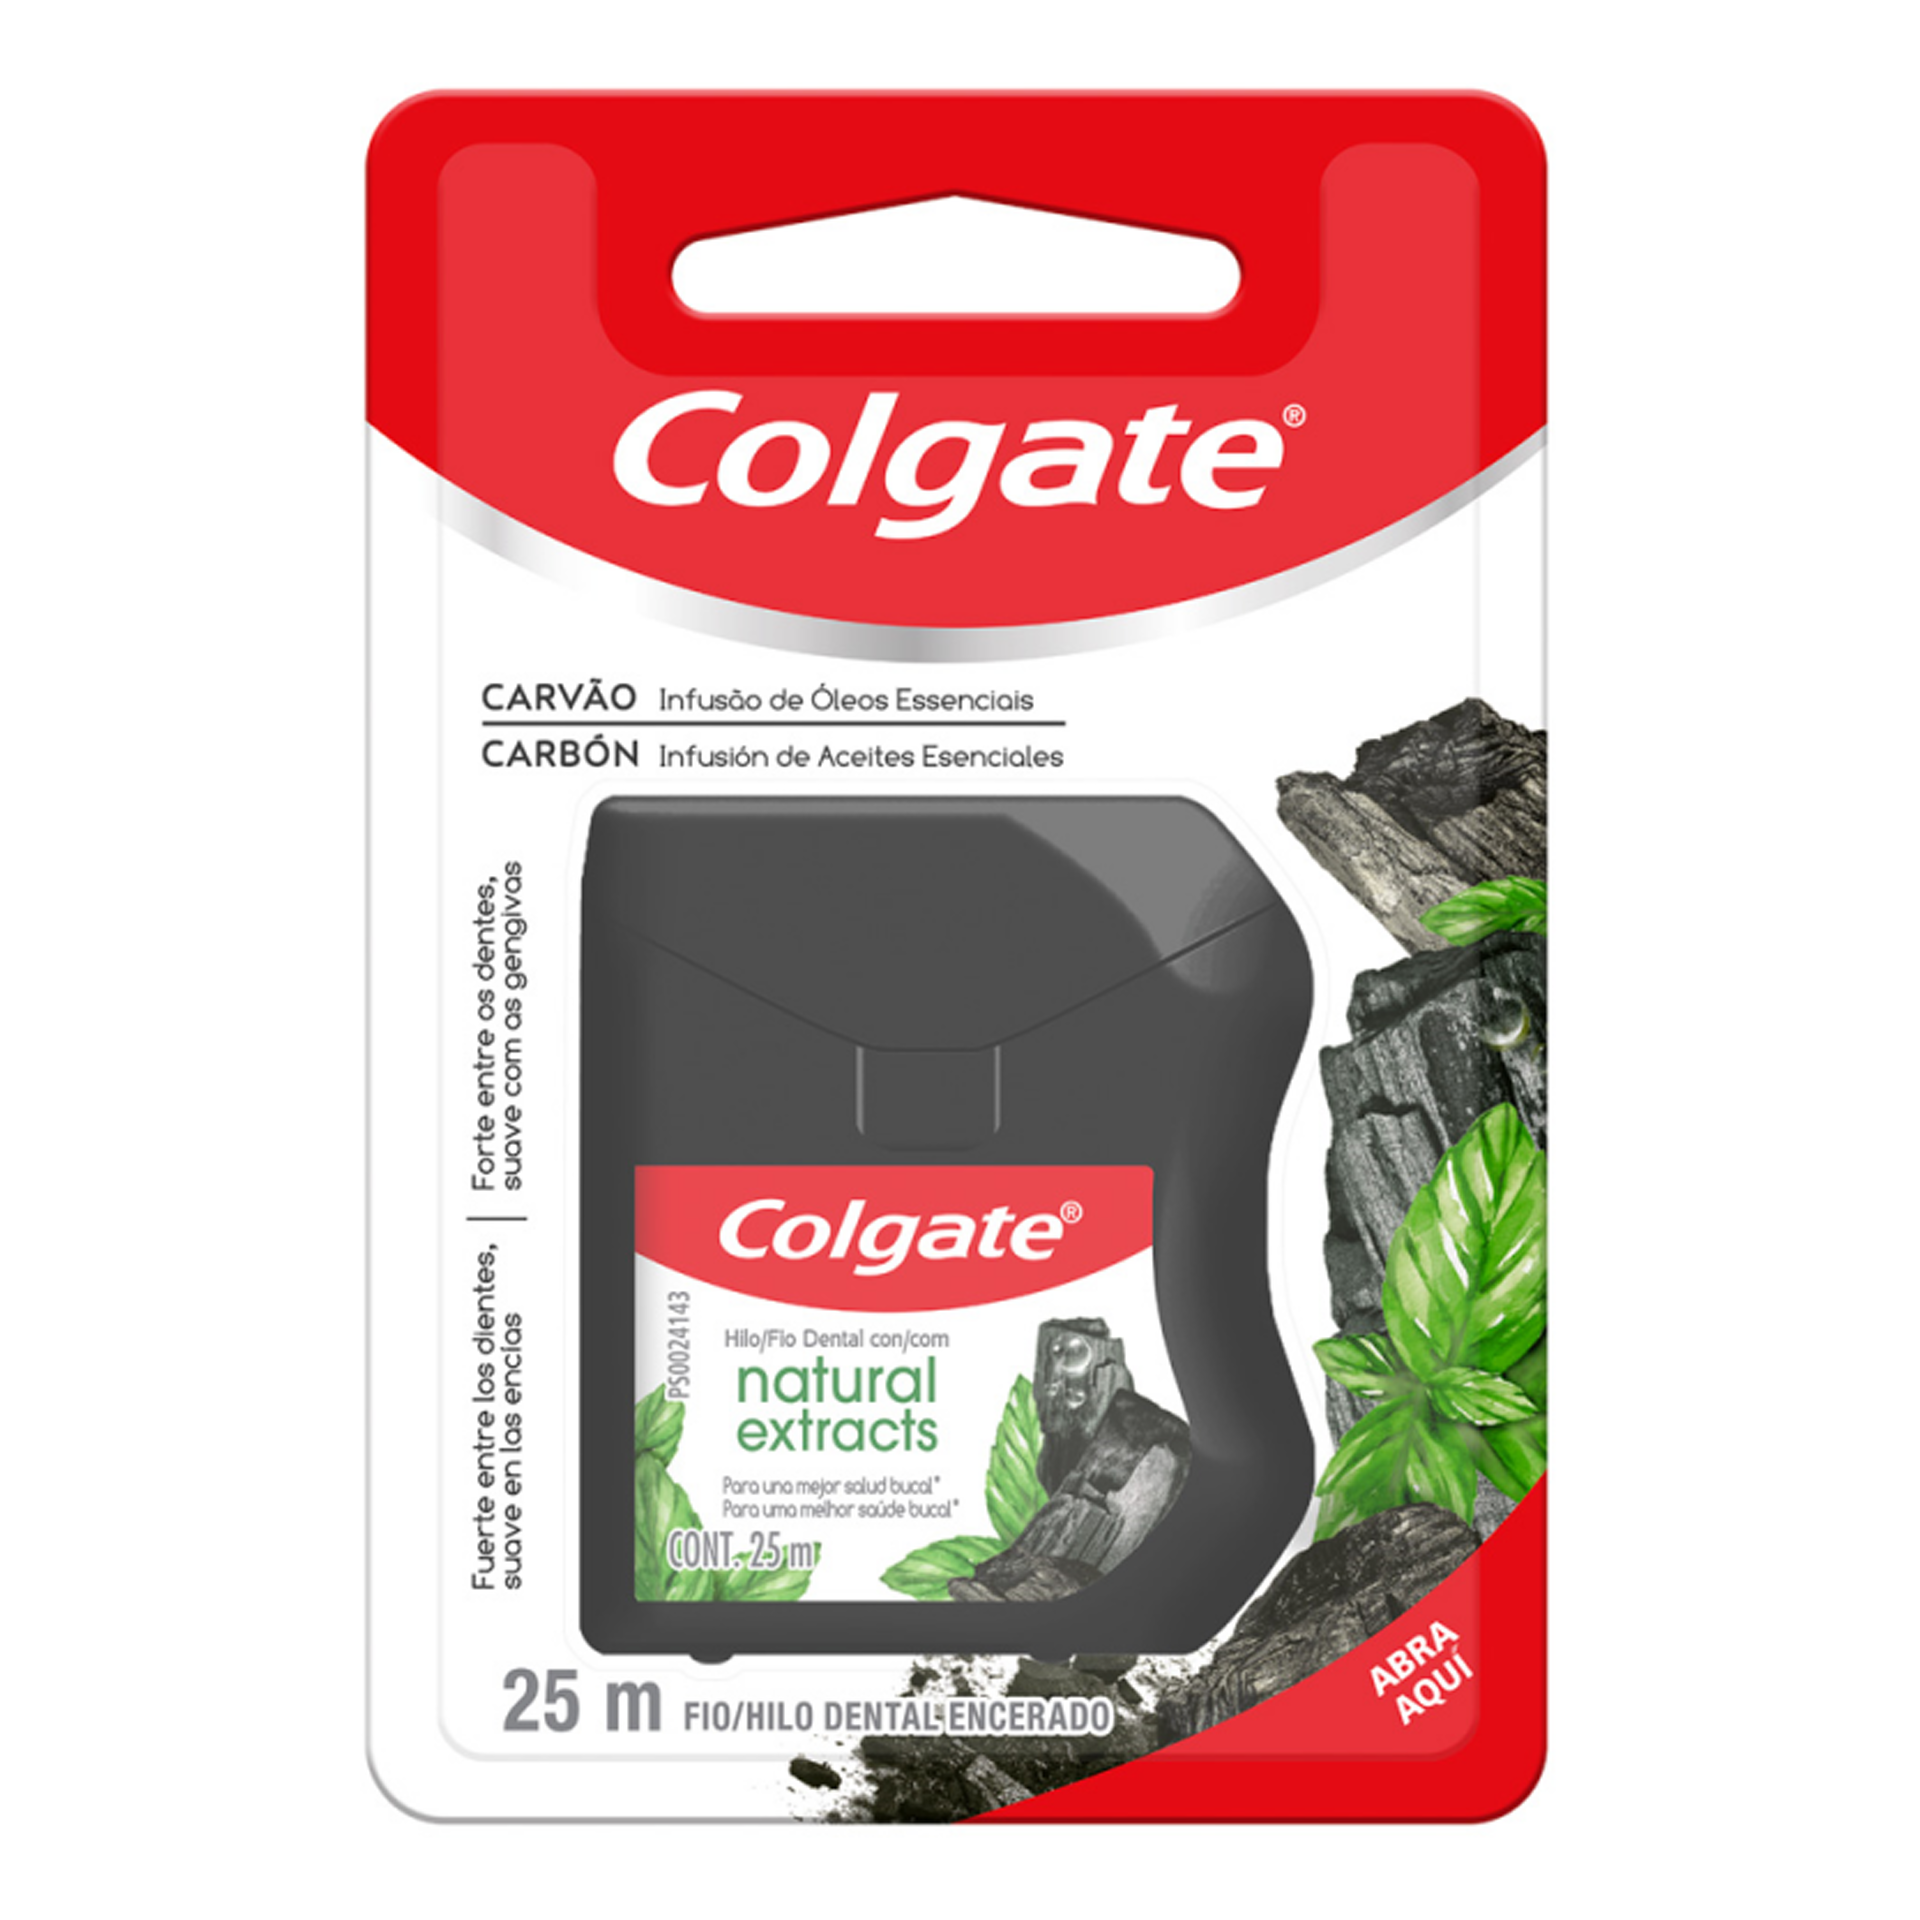 Colgate®
CARVÃO Infusão de Óleos Essenciais
CARBÓN Infusión de Aceites Esenciales
Forte entre os dentes,
suave com as gengivas
Fuerte entre los dientes,
suave en las encías
Colgate®
PS0024143
Hilo/Fio Dental con/com
natural
extracts
Para una mejor salud bucal*
Para uma melhor saúde bucal*
CONT. 25 m
25 m FIO/HILO DENTAL ENCERADO
ABRA
AQUÍ